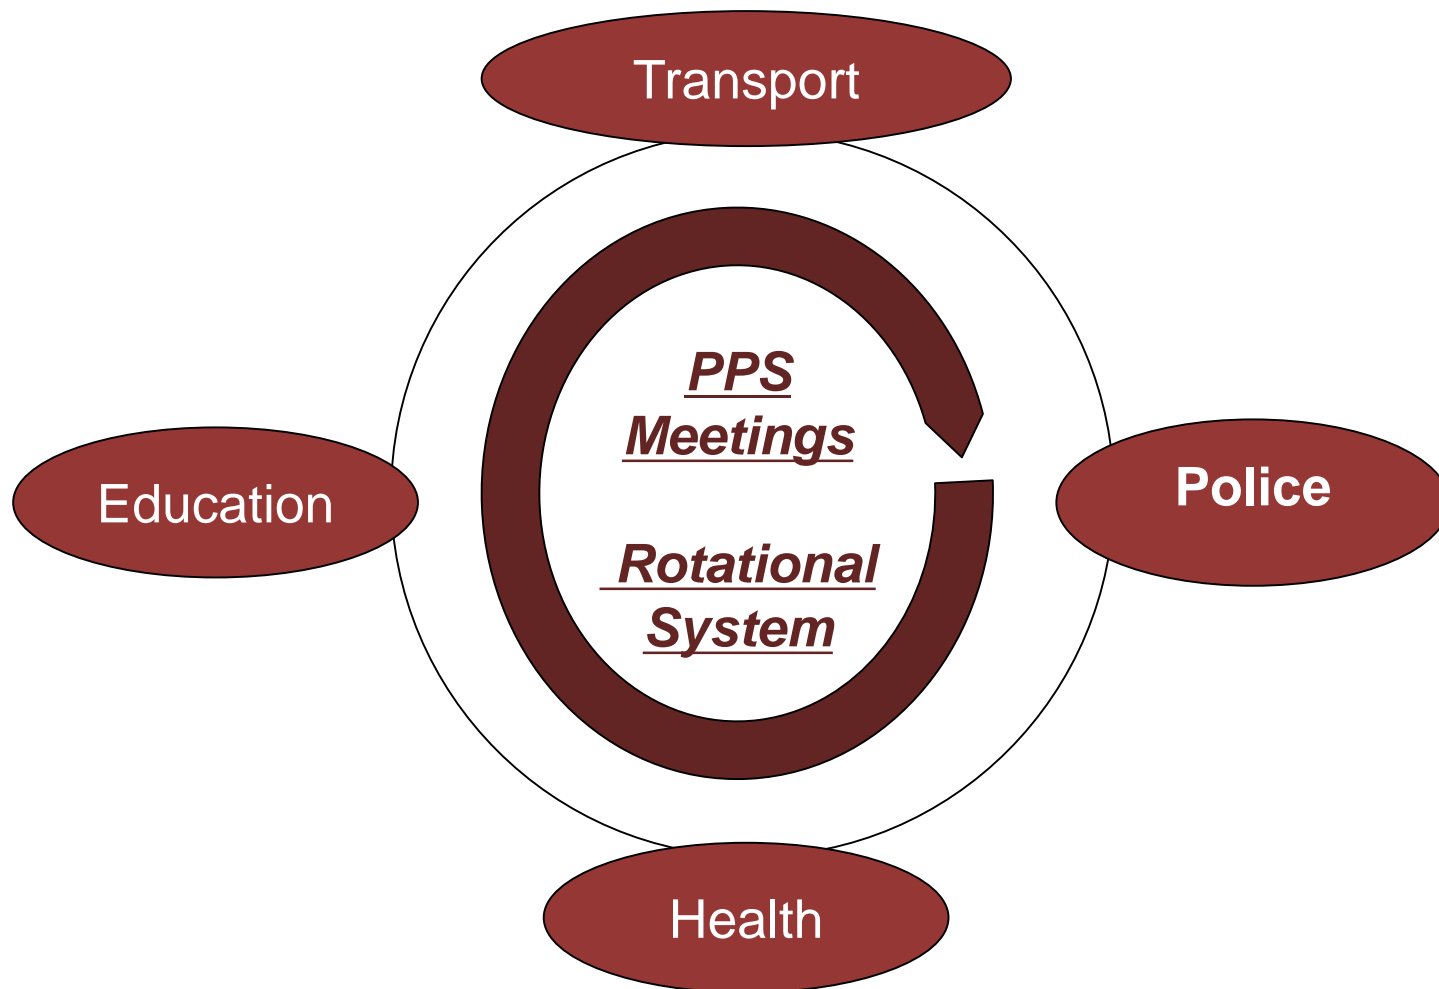 Transport
PPS
Meetings
Education
Police
Rotational
System
Health